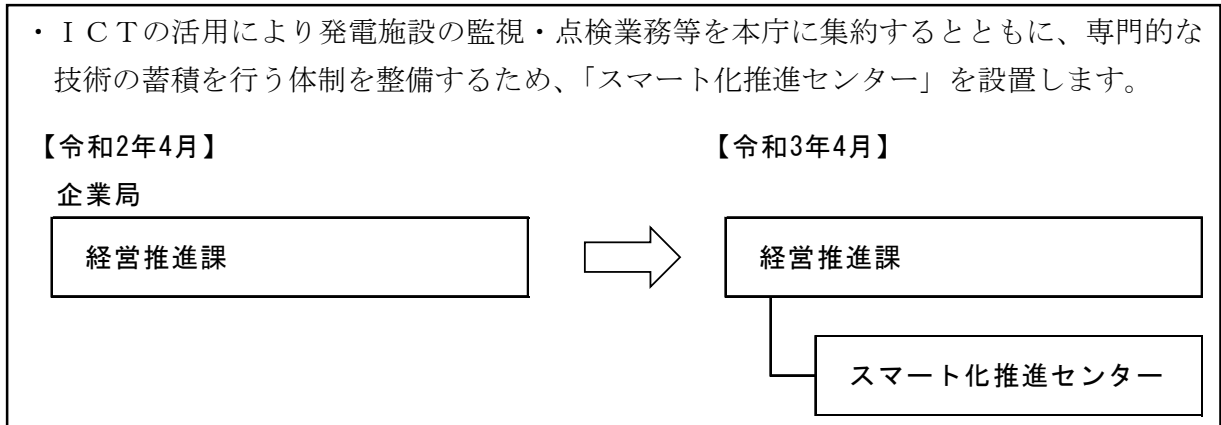 ・ＩＣＴの活用により発電施設の監視・点検業務等を本庁に集約するとともに、専門的な
技術の蓄積を行う体制を整備するため、「スマート化推進センター」を設置します。
【令和2年4月】
【令和3年4月】
企業局
経営推進課
経営推進課
スマート化推進センター